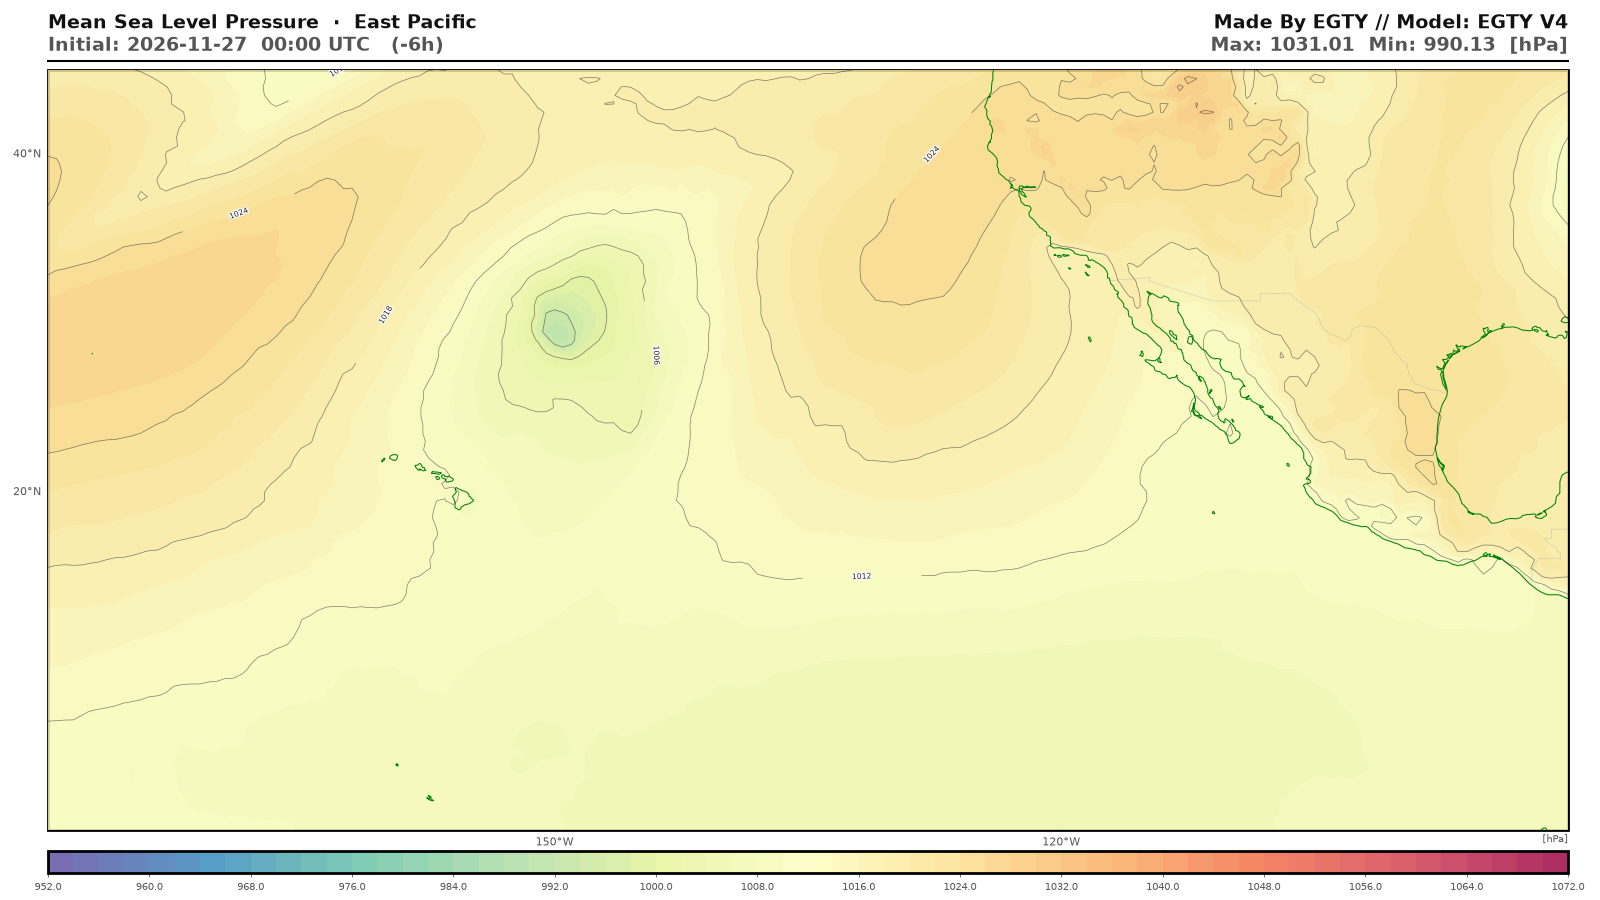 Mean Sea Level Pressure · East Pacific
Made By EGTY // Model: EGTY V4
Initial: 2026-11-27 00:00 UTC (-6h)
Max: 1031.01 Min: 990.13 [hPa]
40°N
1024
1024
1018
1006
20°N
1012
150°W
120°W
[hPa]
952.0 960.0 968.0 976.0 984.0 992.0 1000.0 1008.0 1016.0 1024.0 1032.0 1040.0 1048.0 1056.0 1064.0 1072.0